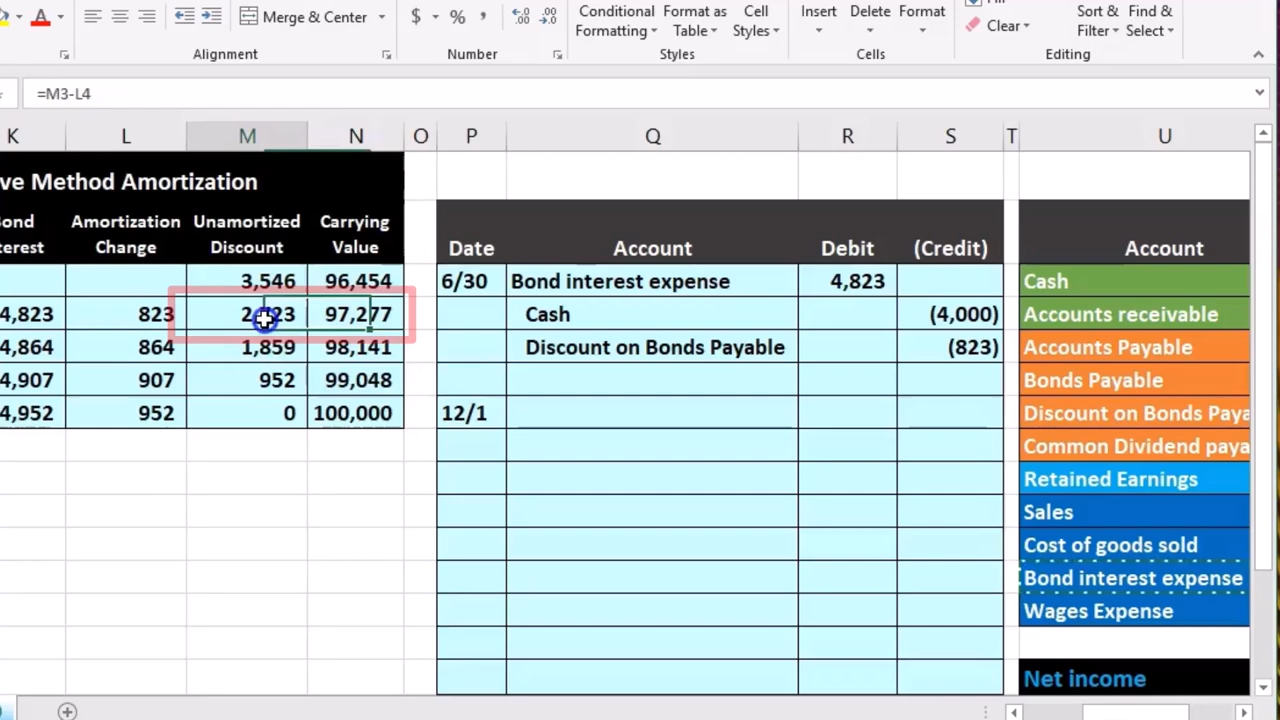 A Merge & Center $ % , Conditional Formatting Format as Table Cell Styles Insert Delete Format Clear Sort & Filter Find & Select
Alignment Number Styles Cells Editing
=M3-L4
K L M N O P Q R S T U
ve Method Amortization
ond terest Amortization Change Unamortized Discount Carrying Value Date Account Debit (Credit) Account
3,546 96,454 6/30 Bond interest expense 4,823 Cash
4,823 823 97,277 Cash (4,000) Accounts receivable
4,864 864 1,859 98,141 Discount on Bonds Payable (823) Accounts Payable
4,907 907 952 99,048 Bonds Payable
4,952 952 0 100,000 12/1 Discount on Bonds Paya
Common Dividend paya
Retained Earnings
Sales
Cost of goods sold
Bond interest expense
Wages Expense
Net income